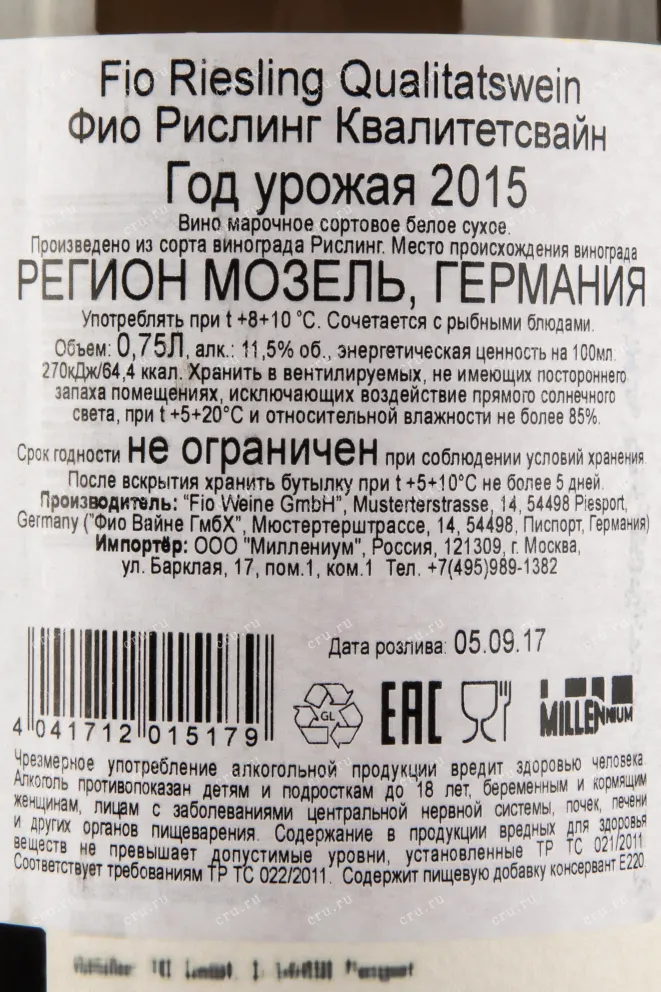 Fio Riesling Qualitatswein
Фио Рислинг Квалитетсвайн
Год урожая 2015
Вино марочное сортовое белое сухое.
Произведено из сорта винограда Рислинг. Место происхождения винограда
РЕГИОН МОЗЕЛЬ, ГЕРМАНИЯ
Употреблять при t +8+10 °С. Сочетается с рыбными блюдами.
Объем: 0,75Л, алк.: 11,5% об., энергетическая ценность на 100мл.
270кДж/64,4 ккал. Хранить в вентилируемых, не имеющих постороннего
запаха помещениях, исключающих воздействие прямого солнечного
света, при t +5+20°С и относительной влажности не более 85%.
Срок годности не ограничен при соблюдении условий хранения.
После вскрытия хранить бутылку при t +5+10°С не более 5 дней.
Производитель: "Fio Weine GmbH", Musterterstrasse, 14, 54498 Piesport,
Germany ("Фио Вайне ГмбХ", Мюстертерштрассе, 14, 54498, Писпорт, Германия)
Импортёр: ООО "Миллениум", Россия, 121309, г. Москва,
ул. Барклая, 17, пом.1, ком.1 Тел. +7(495)989-1382
Дата розлива: 05.09.17
4 041712 015179
GL
EAC
MILLENNIUM
Чрезмерное употребление алкогольной продукции вредит здоровью человека.
Алкоголь противопоказан детям и подросткам до 18 лет, беременным и кормящим
женщинам, лицам с заболеваниями центральной нервной системы, почек, печени
и других органов пищеварения. Содержание в продукции вредных для здоровья
веществ не превышает допустимые уровни, установленные ТР ТС 021/2011.
Соответствует требованиям ТР ТС 022/2011. Содержит пищевую добавку консервант Е220.
cru.ru